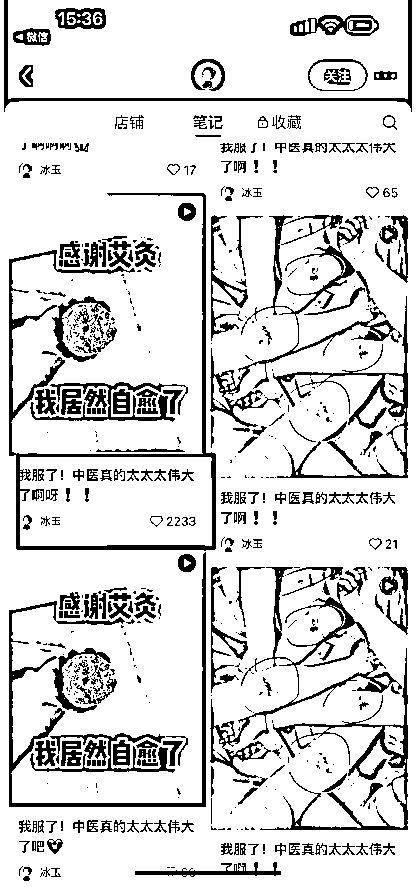 15:36
微信
关注
店铺
笔记
收藏
冰玉
17
我服了！中医真的太太太伟大
了啊！！
冰玉
65
感谢艾灸
我居然自愈了
我服了！中医真的太太太伟大
了啊呀！！
冰玉
2233
我服了！中医真的太太太伟大
了啊！！
冰玉
21
感谢艾灸
我居然自愈了
我服了！中医真的太太太伟大
了吧
冰玉
我服了！中医真的太太太伟大
了啊！！